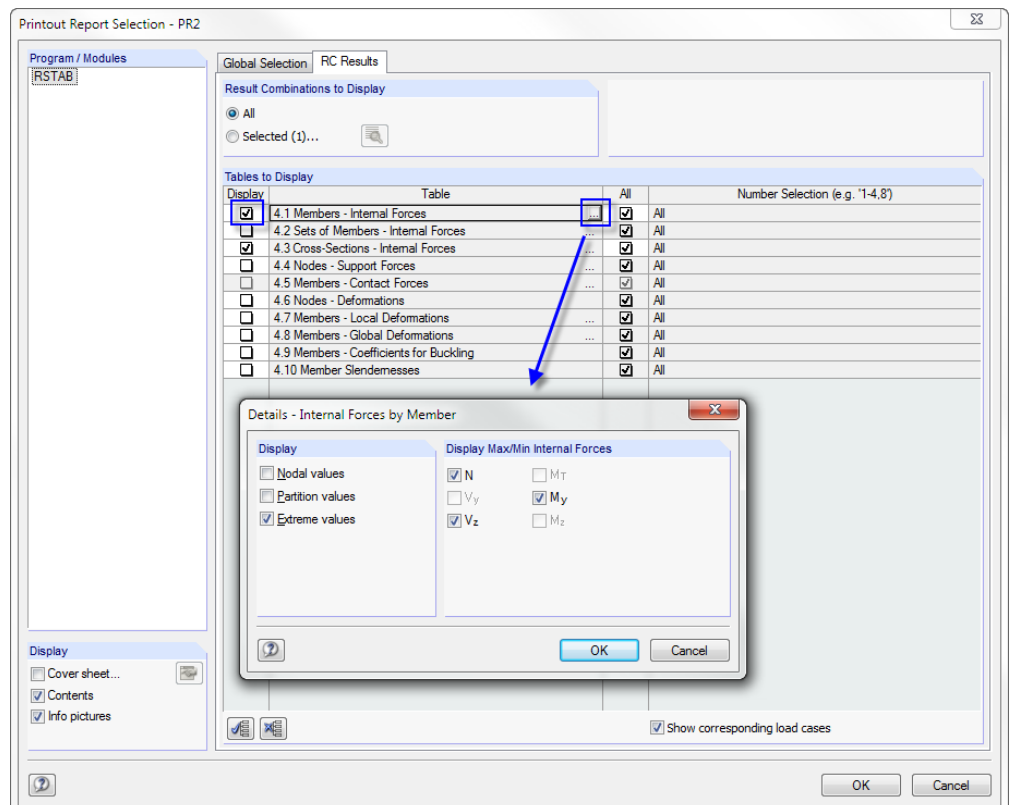 Printout Report Selection - PR2
Program / Modules
RSTAB
Global Selection
RC Results
Result Combinations to Display
All
Selected (1)...
Tables to Display
Display Table All Number Selection (e.g. '1-4,8')
4.1 Members - Internal Forces ... All
4.2 Sets of Members - Internal Forces ... All
4.3 Cross-Sections - Internal Forces ... All
4.4 Nodes - Support Forces ... All
4.5 Members - Contact Forces ... All
4.6 Nodes - Deformations All
4.7 Members - Local Deformations ... All
4.8 Members - Global Deformations ... All
4.9 Members - Coefficients for Buckling All
4.10 Member Slendernesses All
Details - Internal Forces by Member
Display
Nodal values
Partition values
Extreme values
Display Max/Min Internal Forces
N MT
Vy My
Vz Mz
OK Cancel
Display
Cover sheet...
Contents
Info pictures
Show corresponding load cases
OK Cancel